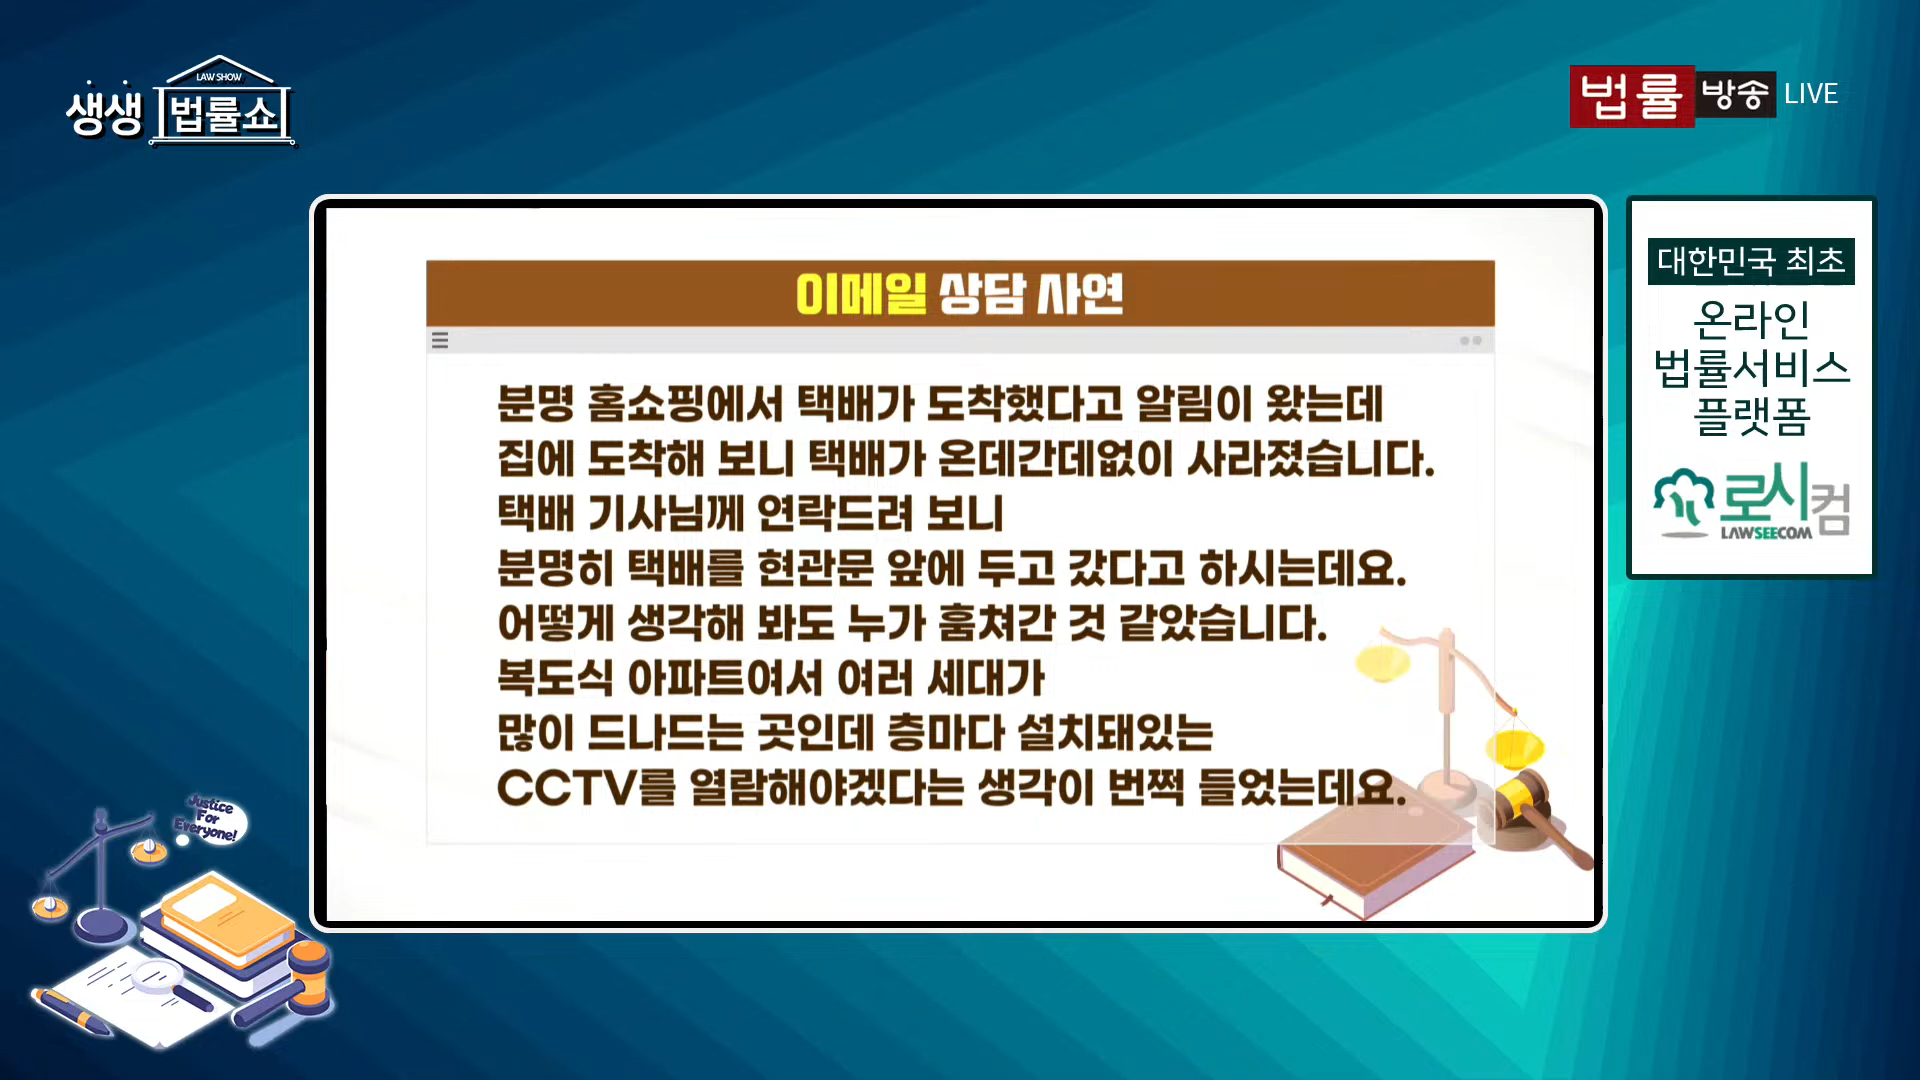 LAW SHOW
생생 법률쇼
법률방송 LIVE
이메일 상담 사연
분명 홈쇼핑에서 택배가 도착했다고 알림이 왔는데
집에 도착해 보니 택배가 온데간데없이 사라졌습니다.
택배 기사님께 연락드려 보니
분명히 택배를 현관문 앞에 두고 갔다고 하시는데요.
어떻게 생각해 봐도 누가 훔쳐간 것 같았습니다.
복도식 아파트여서 여러 세대가
많이 드나드는 곳인데 층마다 설치돼있는
CCTV를 열람해야겠다는 생각이 번쩍 들었는데요.
대한민국 최초
온라인
법률서비스
플랫폼
로시컴
LAWSEECOM
Justice
For
Everyone!